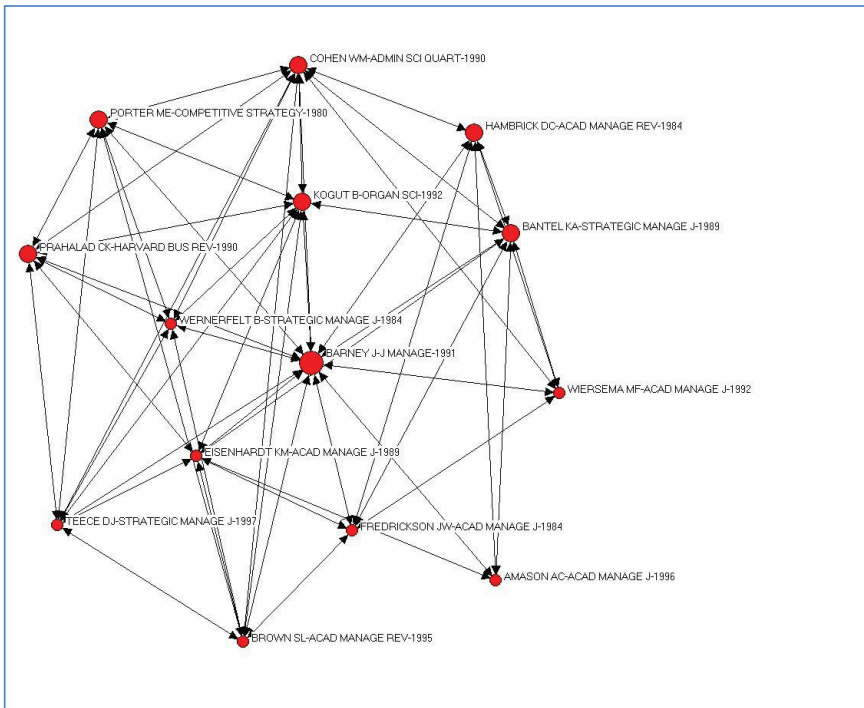 COHEN WM-ADMIN SCI QUART-1990
PORTER ME-COMPETITIVE STRATEGY-1980
HAMBRICK DC-ACAD MANAGE REV-1984
KOGUT B-ORGAN SCI-1992
BANTEL KA-STRATEGIC MANAGE J-1989
PRAHALAD CK-HARVARD BUS REV-1990
WERNERFELT B-STRATEGIC MANAGE J-1984
BARNEY J-J MANAGE-1991
WIERSEMA MF-ACAD MANAGE J-1992
EISENHARDT KM-ACAD MANAGE J-1989
TEECE DJ-STRATEGIC MANAGE J-1997
FREDRICKSON JW-ACAD MANAGE J-1984
AMASON AC-ACAD MANAGE J-1996
BROWN SL-ACAD MANAGE REV-1995